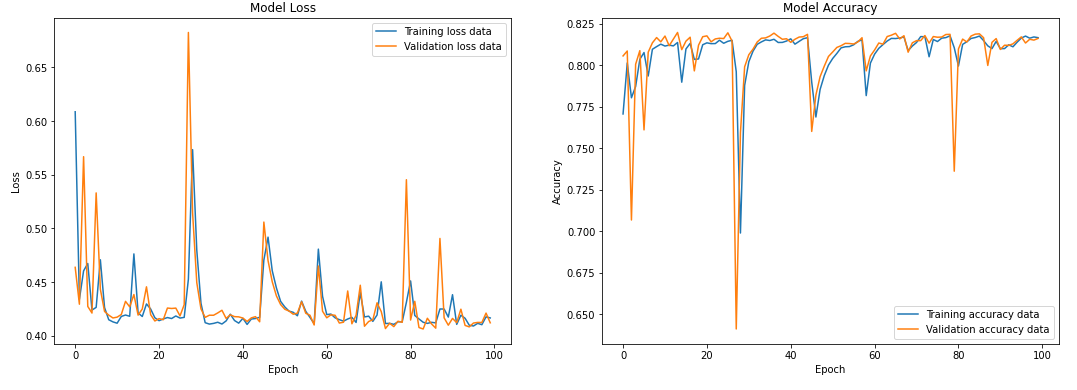 Model Loss
Training loss data
Validation loss data
Loss
0.65
0.60
0.55
0.50
0.45
0.40
0
20
40
60
80
100
Epoch
Model Accuracy
Accuracy
0.825
0.800
0.775
0.750
0.725
0.700
0.675
0.650
Training accuracy data
Validation accuracy data
0
20
40
60
80
100
Epoch